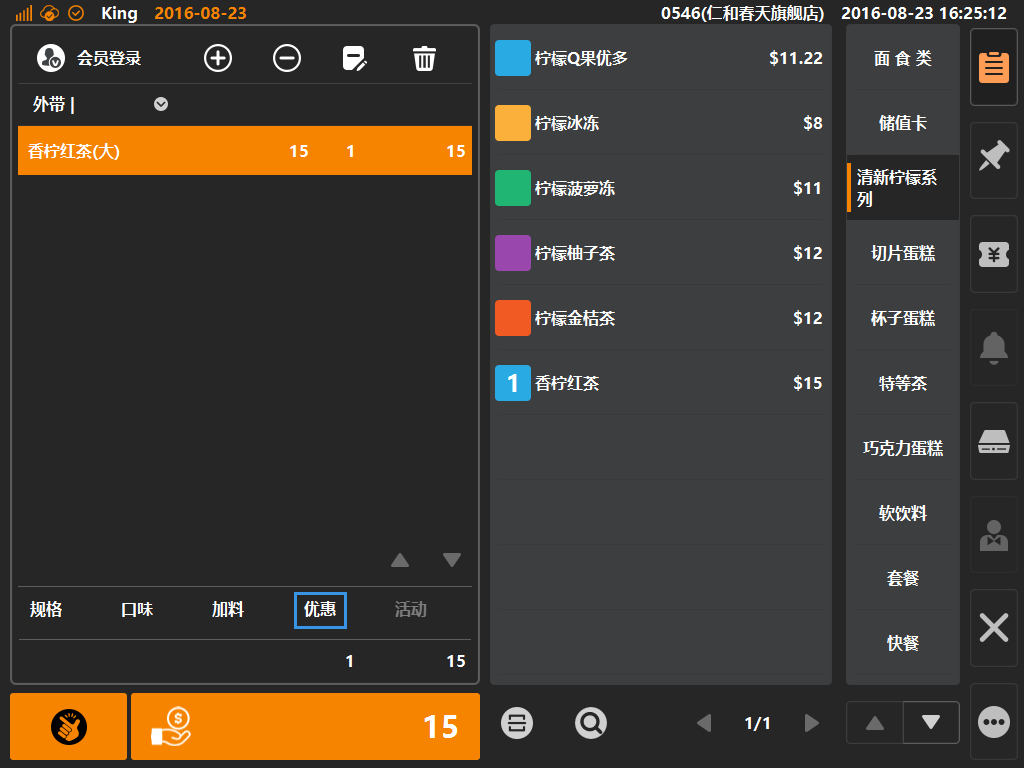 King 2016-08-23
0546(仁和春天旗舰店) 2016-08-23 16:25:12
会员登录
外带 |
香柠红茶(大) 15 1 15
规格 口味 加料 优惠 活动
1 15
15
柠檬Q果优多 $11.22
柠檬冰冻 $8
柠檬菠萝冻 $11
柠檬柚子茶 $12
柠檬金桔茶 $12
1 香柠红茶 $15
1/1
面 食 类
储值卡
清新柠檬系
列
切片蛋糕
杯子蛋糕
特等茶
巧克力蛋糕
软饮料
套餐
快餐